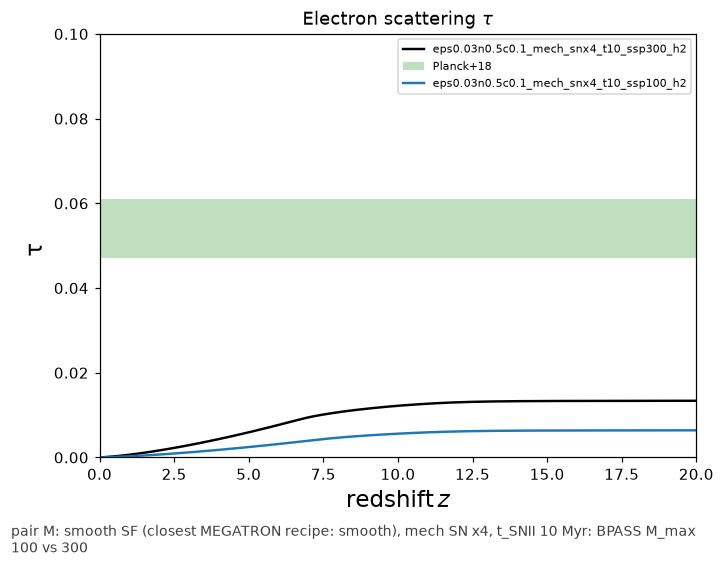 Electron scattering τ
0.10
0.08
0.06
0.04
0.02
0.00
τ
eps0.03n0.5c0.1_mech_snx4_t10_ssp300_h2
Planck+18
eps0.03n0.5c0.1_mech_snx4_t10_ssp100_h2
0.0 2.5 5.0 7.5 10.0 12.5 15.0 17.5 20.0
redshift z
pair M: smooth SF (closest MEGATRON recipe: smooth), mech SN x4, t_SNII 10 Myr: BPASS M_max
100 vs 300